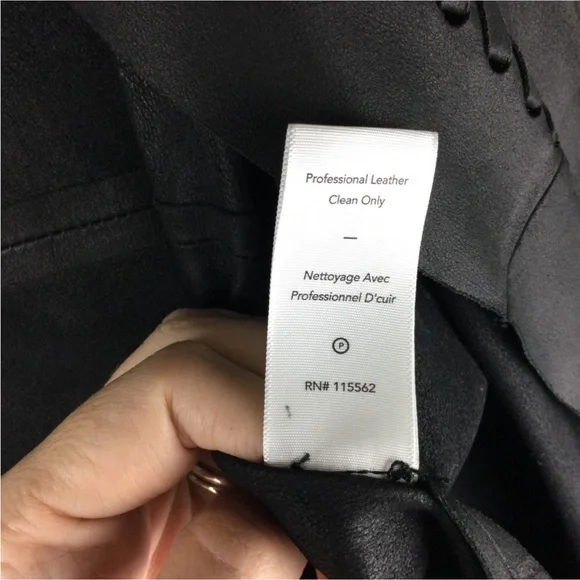 Professional Leather
Clean Only
—
Nettoyage Avec
Professionnel D'cuir
P
RN# 115562